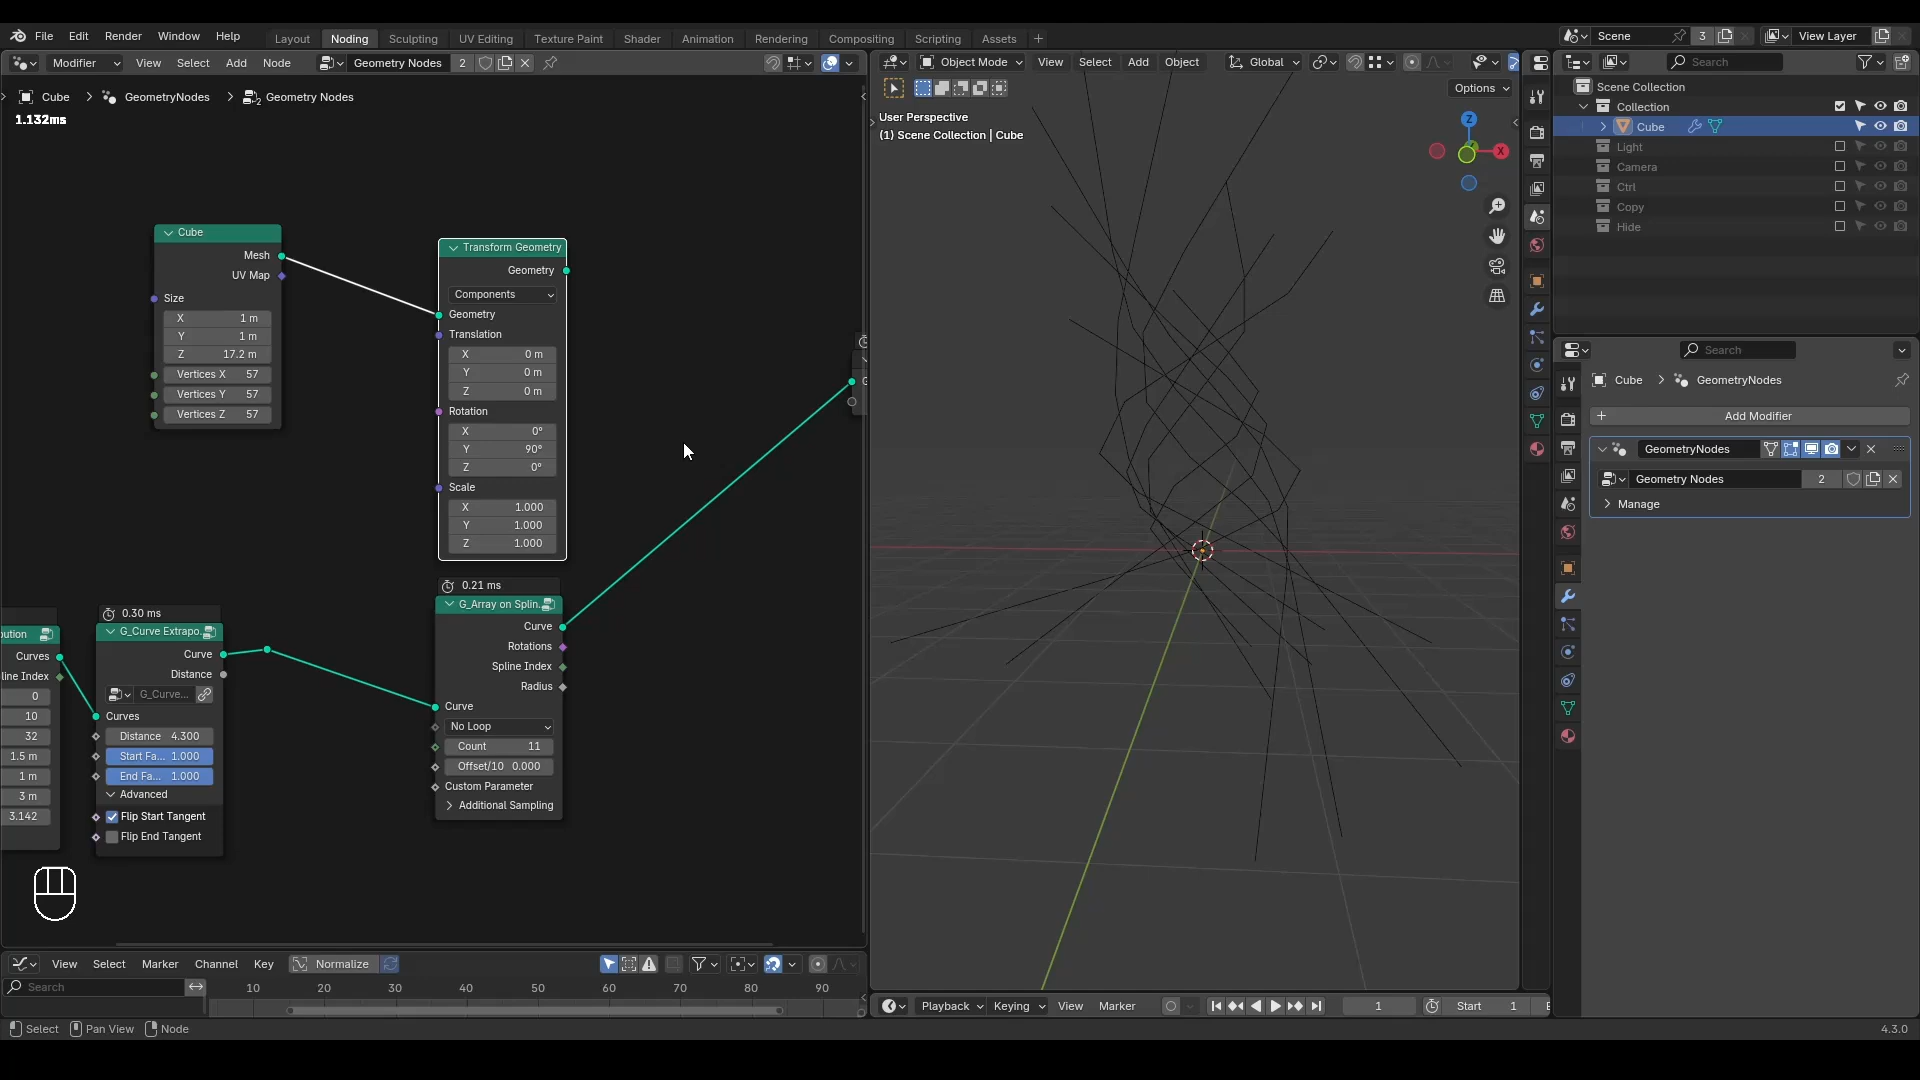 File Edit Render Window Help
Layout Noding Sculpting UV Editing Texture Paint Shader Animation Rendering Compositing Scripting Assets +
Scene 3 View Layer
Modifier View Select Add Node Geometry Nodes 2
Object Mode View Select Add Object Global
Search
Options
Cube > GeometryNodes > Geometry Nodes
1.132ms
User Perspective
(1) Scene Collection | Cube
Z
X
Scene Collection
Collection
Cube
Light
Camera
Ctrl
Copy
Hide
Cube
Mesh
UV Map
Size
X 1 m
Y 1 m
Z 17.2 m
Vertices X 57
Vertices Y 57
Vertices Z 57
Transform Geometry
Geometry
Components
Geometry
Translation
X 0 m
Y 0 m
Z 0 m
Rotation
X 0°
Y 90°
Z 0°
Scale
X 1.000
Y 1.000
Z 1.000
G
bution
Curves
line Index
0
10
32
1.5 m
1 m
3 m
3.142
0.30 ms
G_Curve Extrapo.
Curve
Distance
G_Curve...
Curves
Distance 4.300
Start Fa... 1.000
End Fa... 1.000
Advanced
Flip Start Tangent
Flip End Tangent
0.21 ms
G_Array on Splin.
Curve
Rotations
Spline Index
Radius
Curve
No Loop
Count 11
Offset/10 0.000
Custom Parameter
Additional Sampling
Search
Cube > GeometryNodes
+ Add Modifier
GeometryNodes
Geometry Nodes 2
Manage
View Select Marker Channel Key Normalize
Search
10 20 30 40 50 60 70 80 90
Playback Keying View Marker 1 Start 1 E
Select Pan View Node
4.3.0